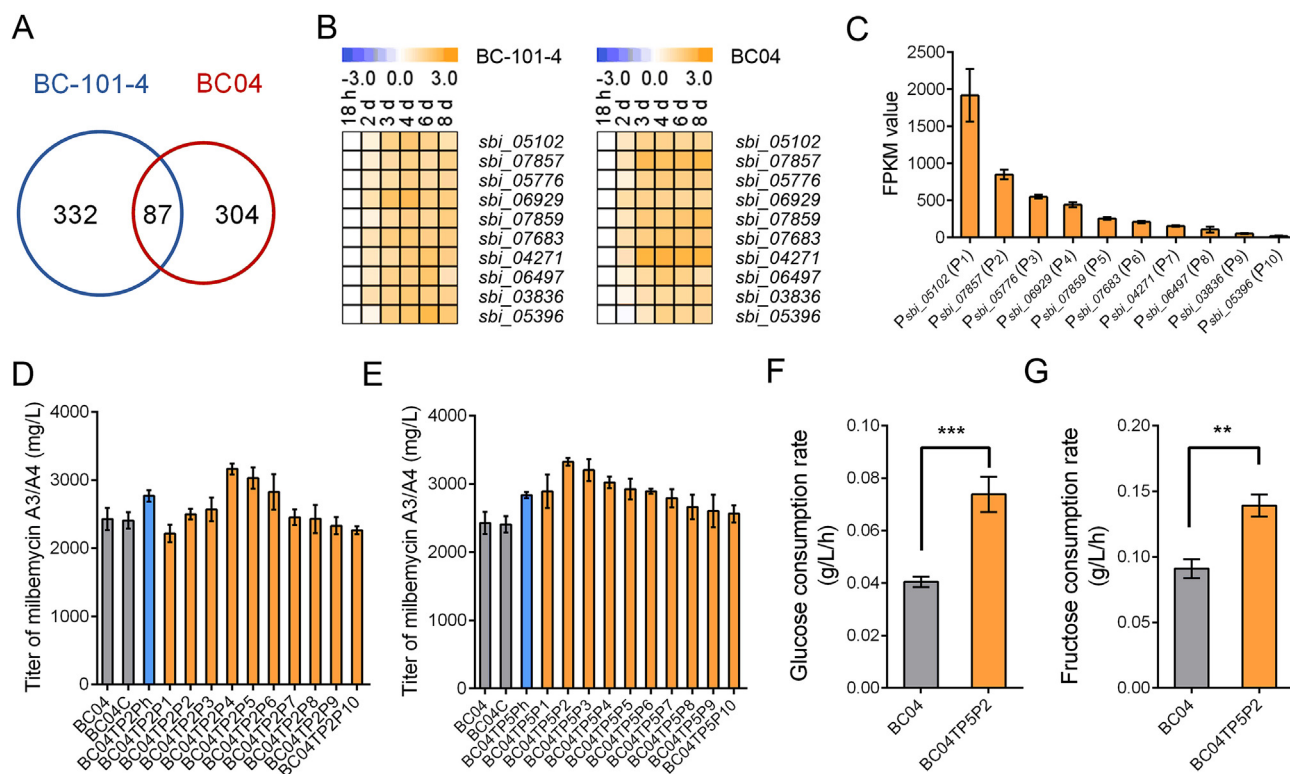 A
BC-101-4
BC04
332
87
304
B
BC-101-4
-3.0
0.0
3.0
18 h
2 d
3 d
4 d
6 d
8 d
sbi_05102
sbi_07857
sbi_05776
sbi_06929
sbi_07859
sbi_07683
sbi_04271
sbi_06497
sbi_03836
sbi_05396
BC04
-3.0
0.0
3.0
18 h
2 d
3 d
4 d
6 d
8 d
sbi_05102
sbi_07857
sbi_05776
sbi_06929
sbi_07859
sbi_07683
sbi_04271
sbi_06497
sbi_03836
sbi_05396
C
FPKM value
2500
2000
1500
1000
500
0
Psbi_05102 (P1)
Psbi_07857 (P2)
Psbi_05776 (P3)
Psbi_06929 (P4)
Psbi_07859 (P5)
Psbi_07683 (P6)
Psbi_04271 (P7)
Psbi_06497 (P8)
Psbi_03836 (P9)
Psbi_05396 (P10)
D
Titer of milbemycin A3/A4 (mg/L)
4000
3000
2000
1000
0
BC04
BC04C
BC04TP2Ph
BC04TP2P1
BC04TP2P2
BC04TP2P3
BC04TP2P4
BC04TP2P5
BC04TP2P6
BC04TP2P7
BC04TP2P8
BC04TP2P9
BC04TP2P10
E
Titer of milbemycin A3/A4 (mg/L)
4000
3000
2000
1000
0
BC04
BC04C
BC04TP5Ph
BC04TP5P1
BC04TP5P2
BC04TP5P3
BC04TP5P4
BC04TP5P5
BC04TP5P6
BC04TP5P7
BC04TP5P8
BC04TP5P9
BC04TP5P10
F
Glucose consumption rate
(g/L/h)
0.10
0.08
0.06
0.04
0.02
0.00
***
BC04
BC04TP5P2
G
Fructose consumption rate
(g/L/h)
0.20
0.15
0.10
0.05
0.00
**
BC04
BC04TP5P2